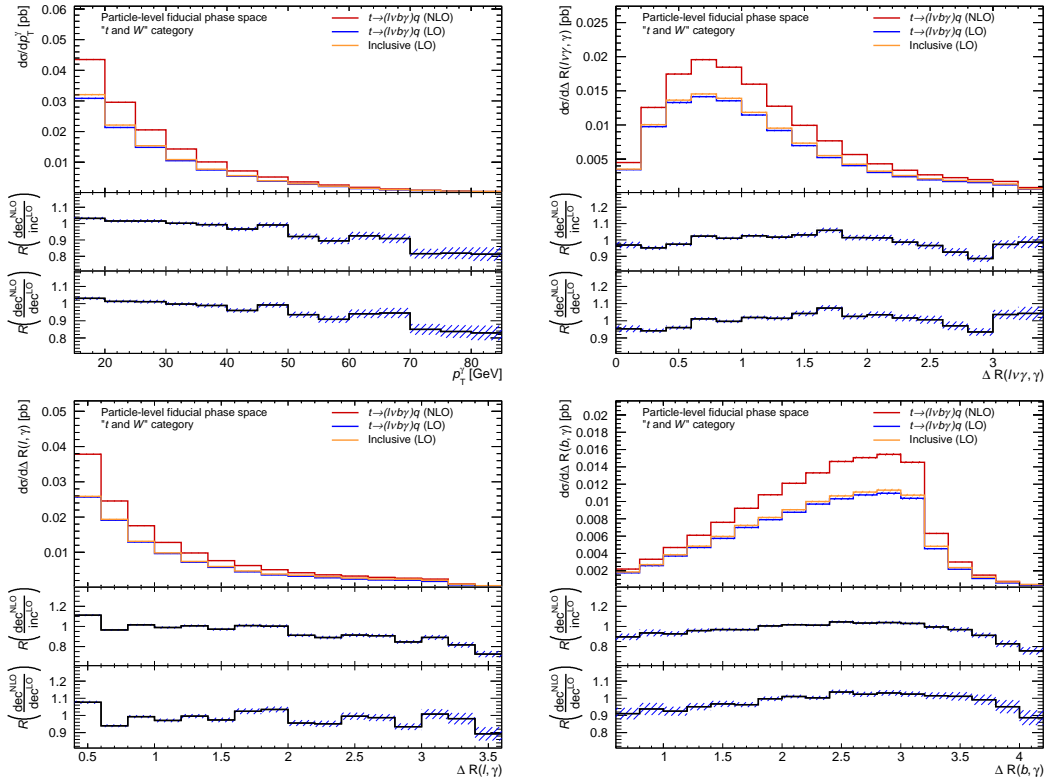 dσ/dp_T^γ [pb]
0.06
0.05
0.04
0.03
0.02
0.01
Particle-level fiducial phase space
"t and W" category
t→(lνbγ)q (NLO)
t→(lνbγ)q (LO)
Inclusive (LO)
R(dec^NLO/inc^LO)
1.1
1
0.9
0.8
R(dec^NLO/dec^LO)
1.1
1
0.9
0.8
20 30 40 50 60 70 80
p_T^γ [GeV]
dσ/dΔ R(lνγ, γ) [pb]
0.025
0.02
0.015
0.01
0.005
Particle-level fiducial phase space
"t and W" category
t→(lνbγ)q (NLO)
t→(lνbγ)q (LO)
Inclusive (LO)
R(dec^NLO/inc^LO)
1.2
1.1
1
0.9
R(dec^NLO/dec^LO)
1.2
1.1
1
0.9
0 0.5 1 1.5 2 2.5 3
Δ R(lνγ, γ)
dσ/dΔ R(l, γ) [pb]
0.05
0.04
0.03
0.02
0.01
Particle-level fiducial phase space
"t and W" category
t→(lνbγ)q (NLO)
t→(lνbγ)q (LO)
Inclusive (LO)
R(dec^NLO/inc^LO)
1.2
1
0.8
R(dec^NLO/dec^LO)
1.1
1
0.9
0.5 1 1.5 2 2.5 3 3.5
Δ R(l, γ)
dσ/dΔ R(b, γ) [pb]
0.02
0.018
0.016
0.014
0.012
0.01
0.008
0.006
0.004
0.002
Particle-level fiducial phase space
"t and W" category
t→(lνbγ)q (NLO)
t→(lνbγ)q (LO)
Inclusive (LO)
R(dec^NLO/inc^LO)
1.2
1
0.8
R(dec^NLO/dec^LO)
1.1
1
0.9
1 1.5 2 2.5 3 3.5 4
Δ R(b, γ)